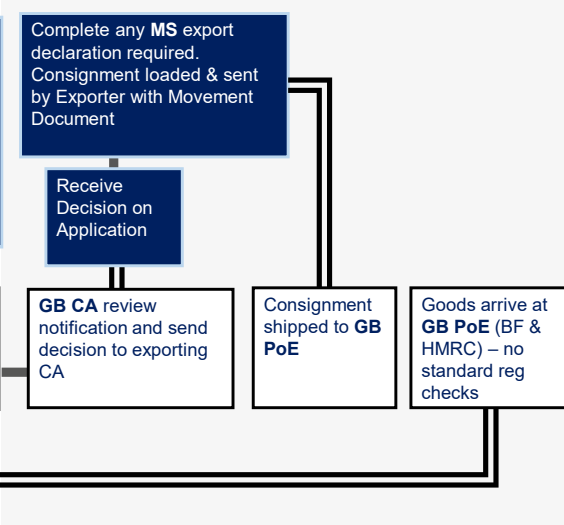 Complete any MS export
declaration required.
Consignment loaded & sent
by Exporter with Movement
Document
Receive
Decision on
Application
GB CA review
notification and send
decision to exporting
CA
Consignment
shipped to GB
PoE
Goods arrive at
GB PoE (BF &
HMRC) – no
standard reg
checks